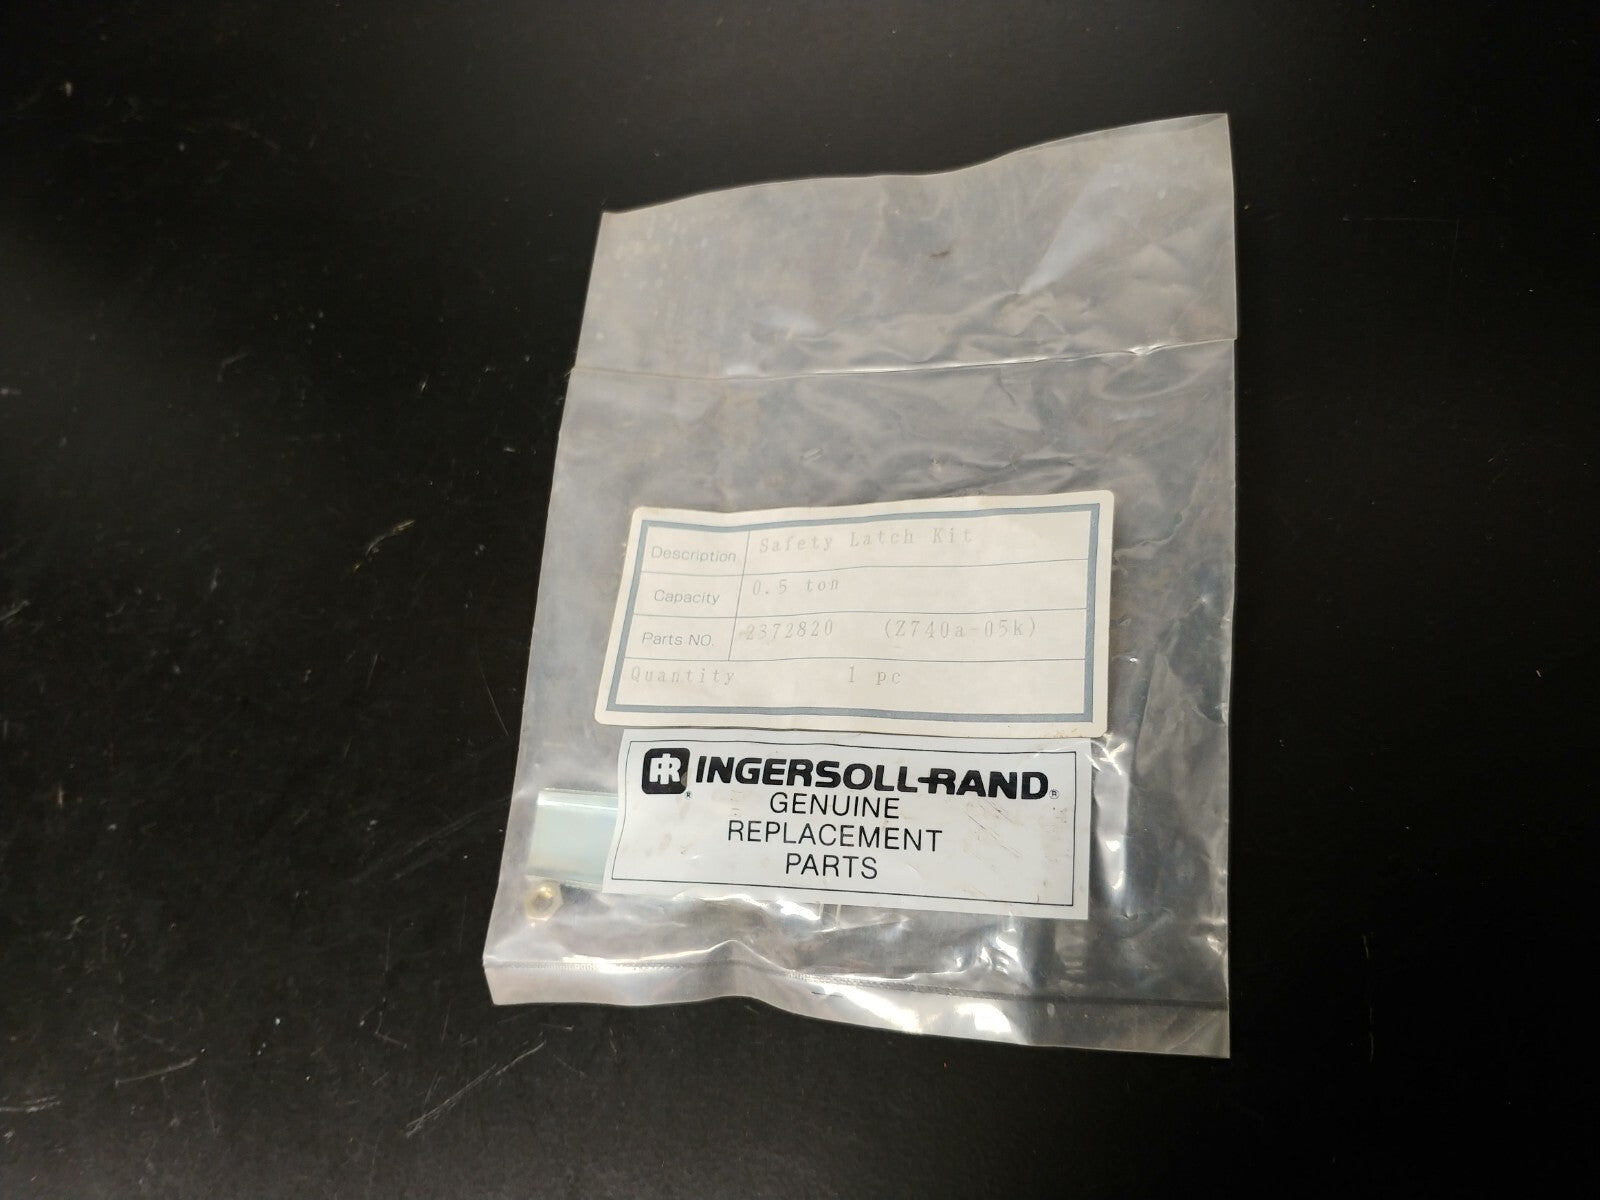 Description Safety Latch Kit
Capacity 0.5 ton
Parts NO. 2372820 (Z740a-05k)
Quantity 1 pc
IR INGERSOLL-RAND®
®
GENUINE
REPLACEMENT
PARTS